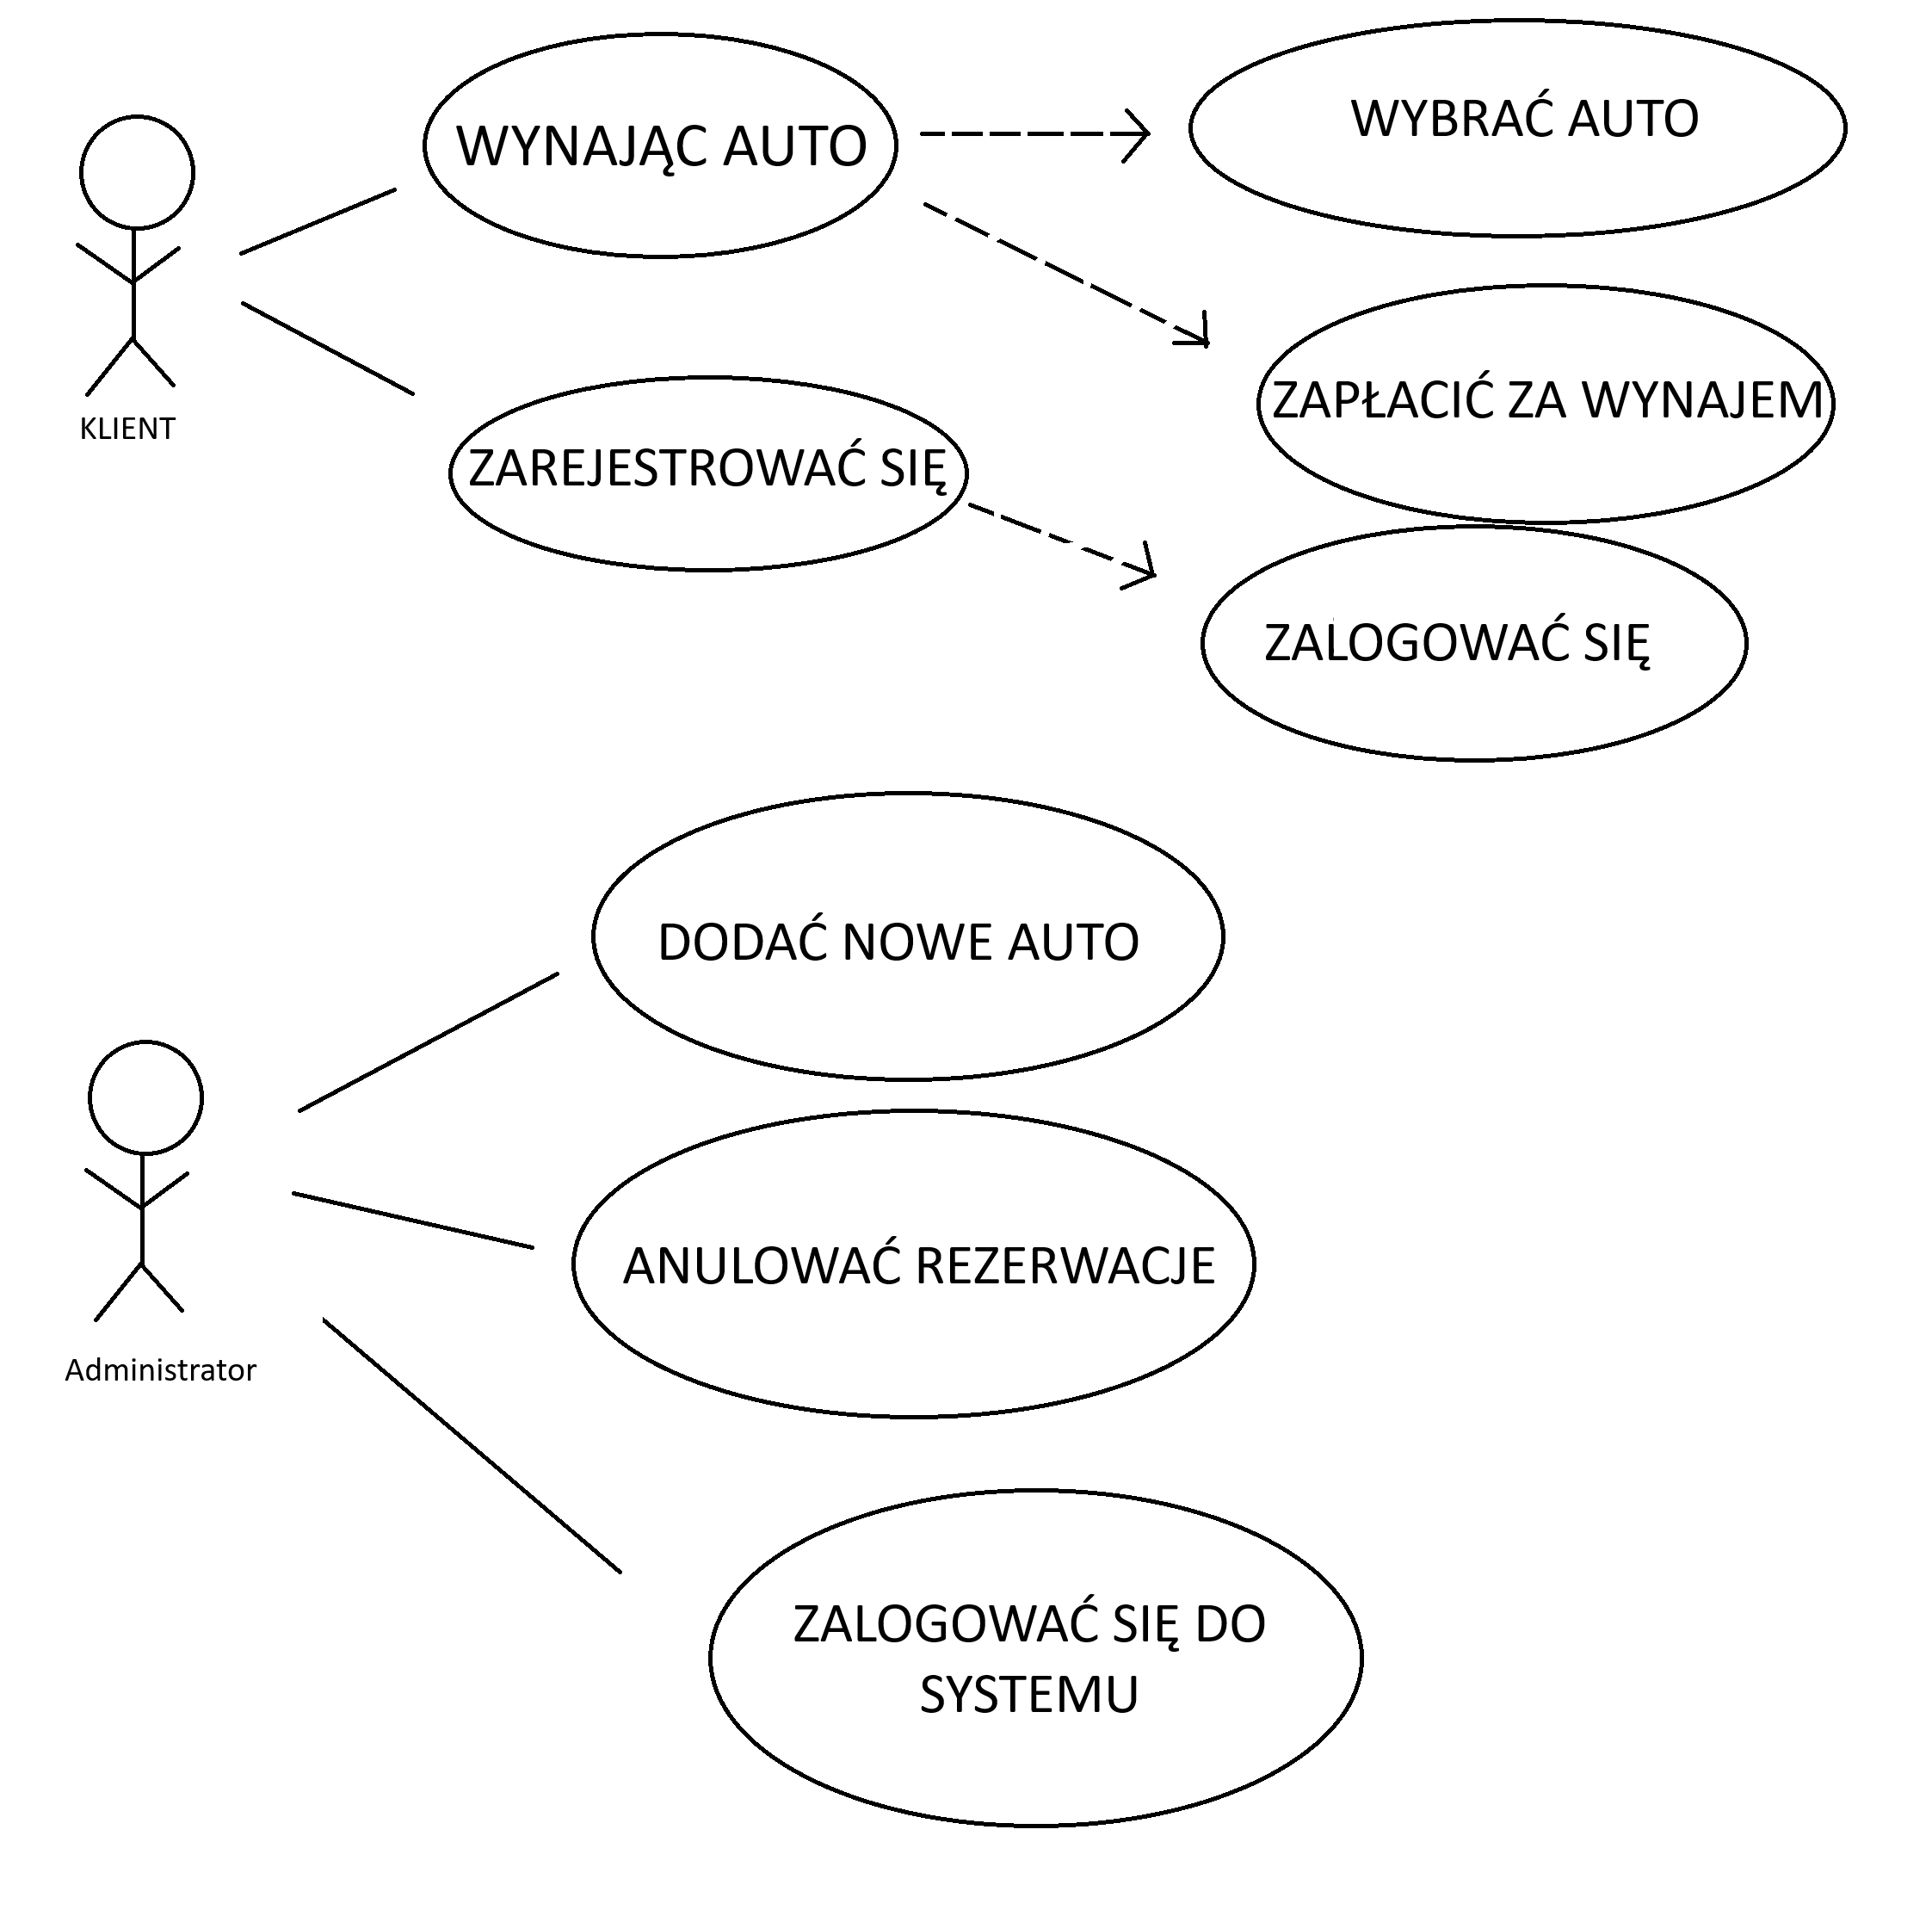 WYNAJĄC AUTO
WYBRAĆ AUTO
KLIENT
ZAPŁACIĆ ZA WYNAJEM
ZAREJESTROWAĆ SIĘ
ZALOGOWAĆ SIĘ
DODAĆ NOWE AUTO
ANULOWAĆ REZERWACJE
Administrator
ZALOGOWAĆ SIĘ DO
SYSTEMU